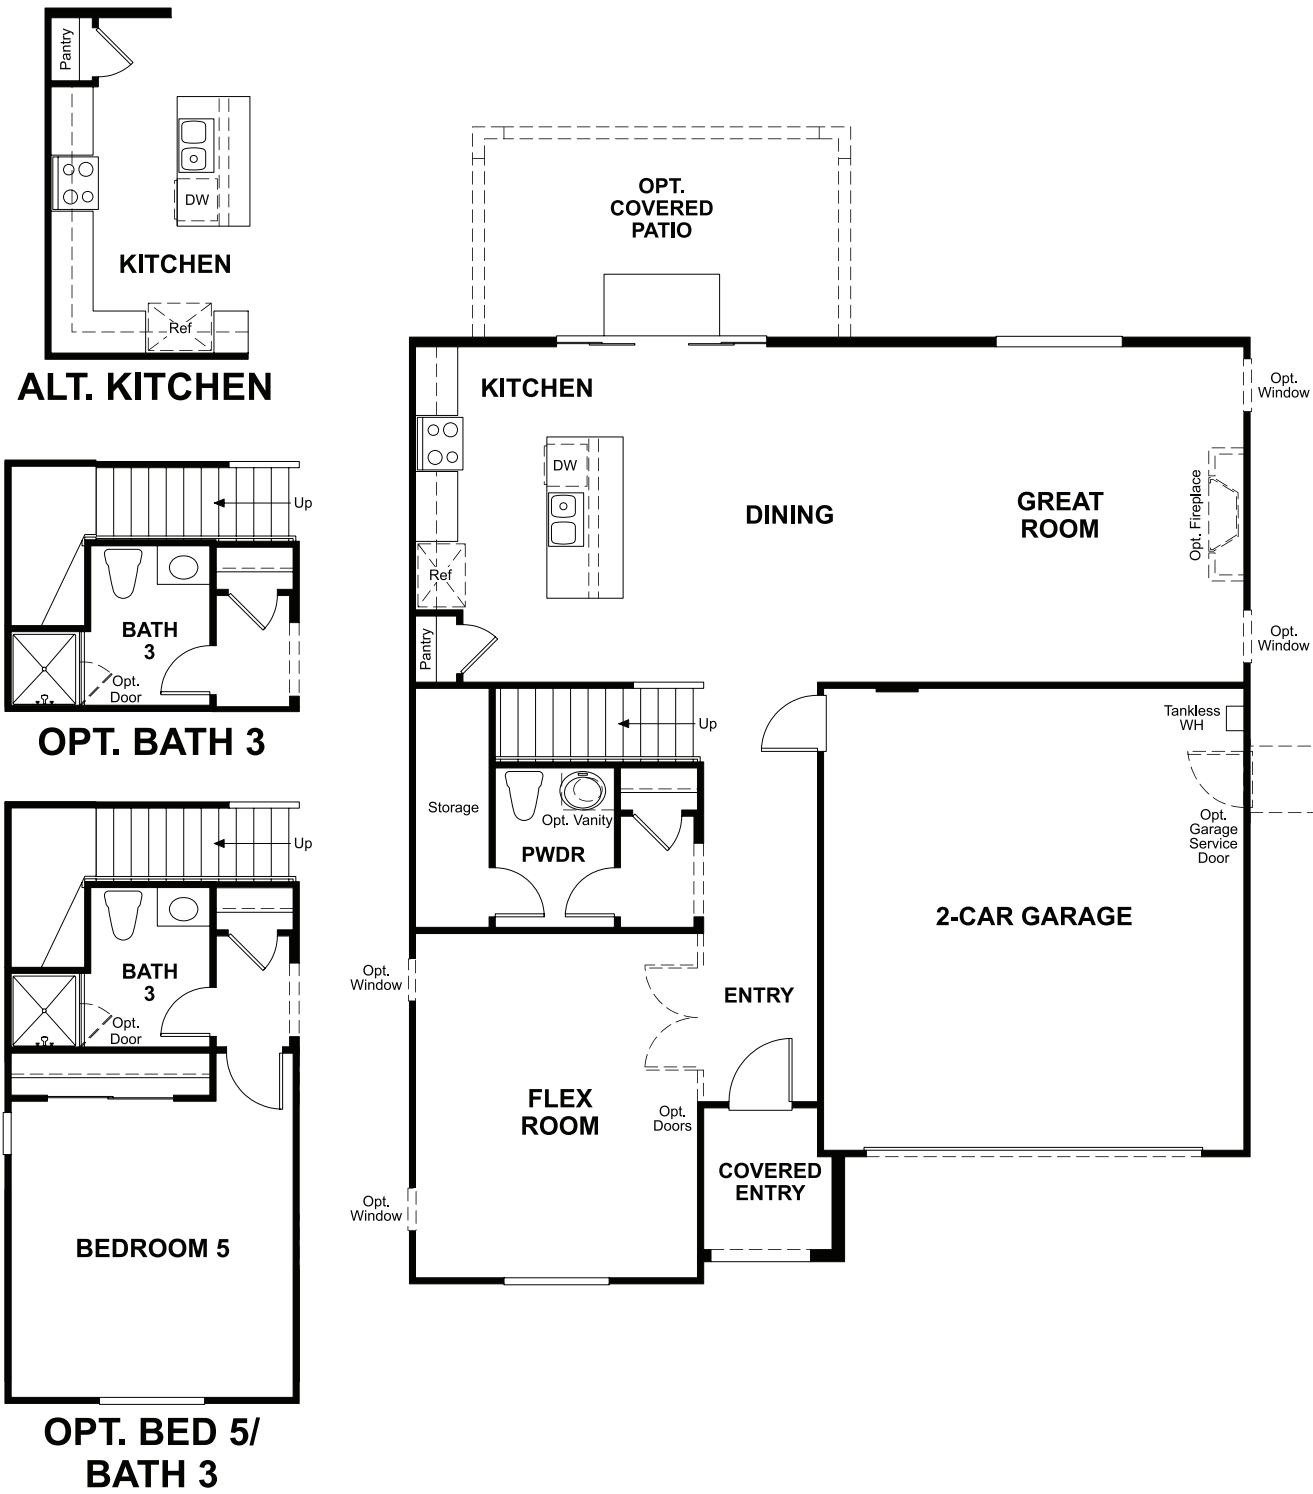 Pantry
DW
KITCHEN
Ref
ALT. KITCHEN
Up
BATH
3
Opt.
Door
OPT. BATH 3
Up
BATH
3
Opt.
Door
BEDROOM 5
OPT. BED 5/
BATH 3
OPT.
COVERED
PATIO
KITCHEN
DW
Ref
Pantry
DINING
GREAT
ROOM
Opt.
Window
Opt. Fireplace
Opt.
Window
Up
Storage
Opt. Vanity
PWDR
Tankless
WH
Opt.
Garage
Service
Door
2-CAR GARAGE
Opt.
Window
ENTRY
FLEX
ROOM
Opt.
Doors
Opt.
Window
COVERED
ENTRY